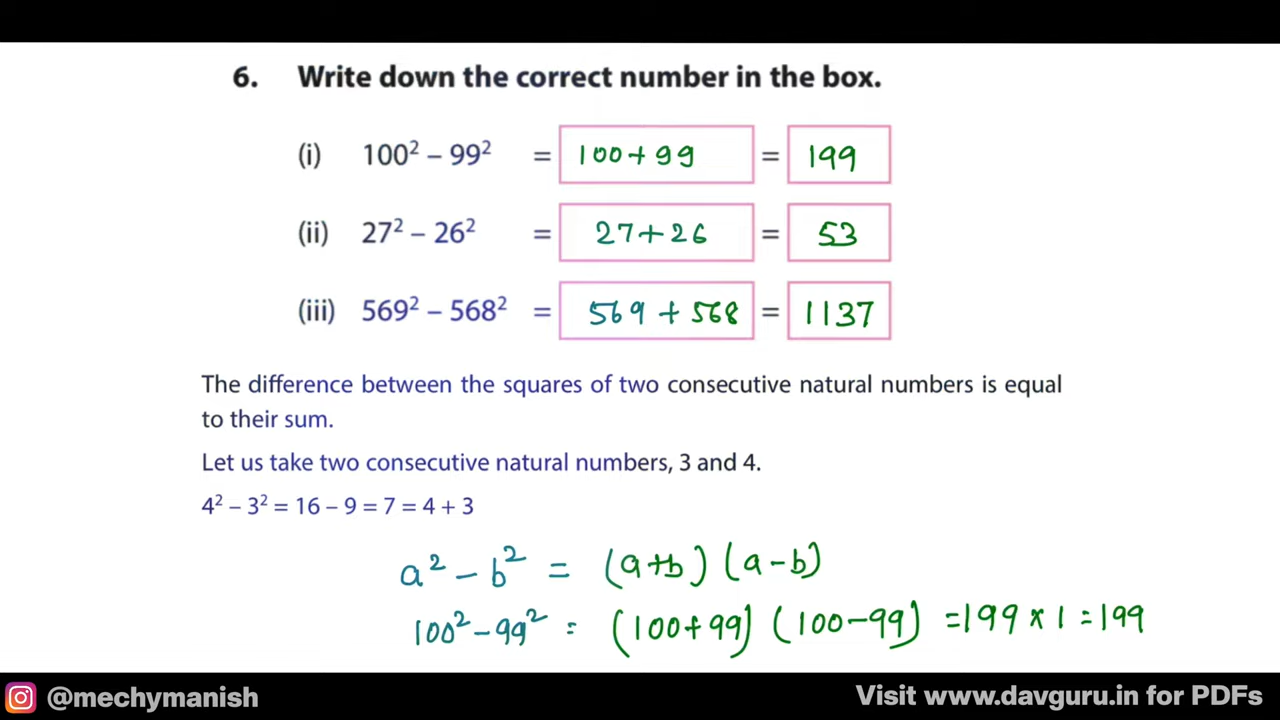 6. Write down the correct number in the box.
(i) 100² – 99² = 100 + 99 = 199
(ii) 27² – 26² = 27 + 26 = 53
(iii) 569² – 568² = 569 + 568 = 1137
The difference between the squares of two consecutive natural numbers is equal
to their sum.
Let us take two consecutive natural numbers, 3 and 4.
4² – 3² = 16 – 9 = 7 = 4 + 3
a² – b² = (a+b) (a–b)
100² – 99² = (100+99) (100–99) = 199 × 1 = 199
@mechymanish Visit www.davguru.in for PDFs